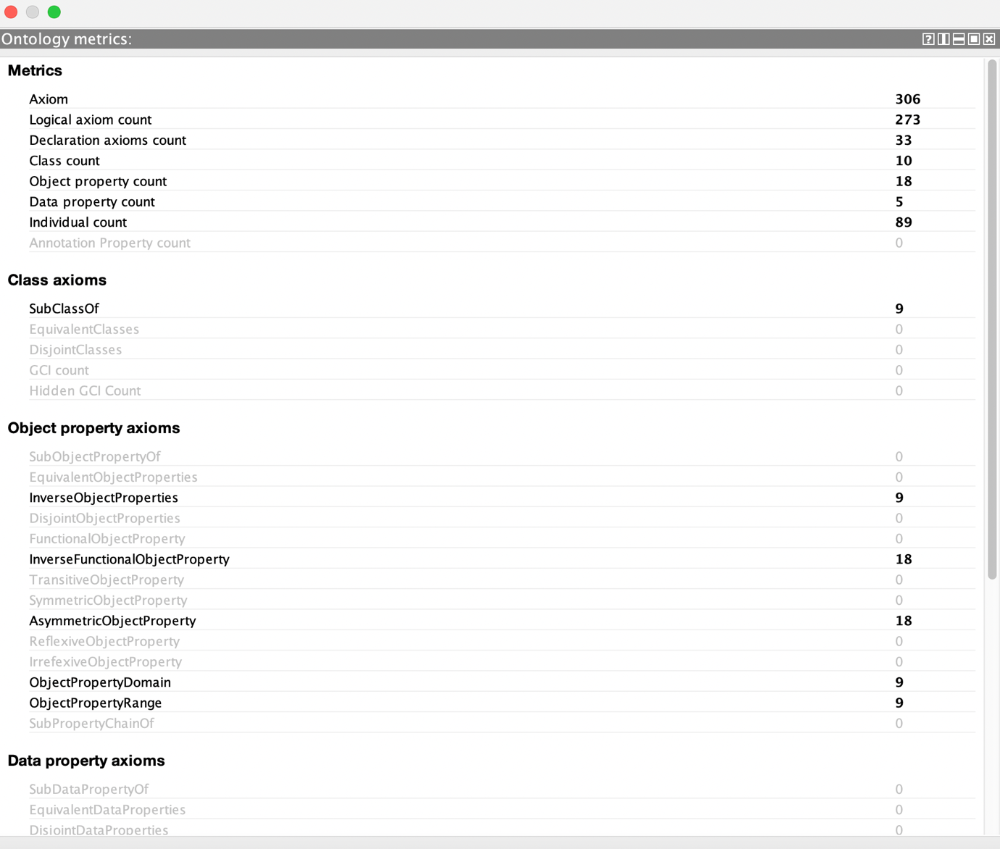 Ontology metrics:
Metrics
Axiom 306
Logical axiom count 273
Declaration axioms count 33
Class count 10
Object property count 18
Data property count 5
Individual count 89
Annotation Property count 0
Class axioms
SubClassOf 9
EquivalentClasses 0
DisjointClasses 0
GCI count 0
Hidden GCI Count 0
Object property axioms
SubObjectPropertyOf 0
EquivalentObjectProperties 0
InverseObjectProperties 9
DisjointObjectProperties 0
FunctionalObjectProperty 0
InverseFunctionalObjectProperty 18
TransitiveObjectProperty 0
SymmetricObjectProperty 0
AsymmetricObjectProperty 18
ReflexiveObjectProperty 0
IrrefexiveObjectProperty 0
ObjectPropertyDomain 9
ObjectPropertyRange 9
SubPropertyChainOf 0
Data property axioms
SubDataPropertyOf 0
EquivalentDataProperties 0
DisjointDataProperties 0